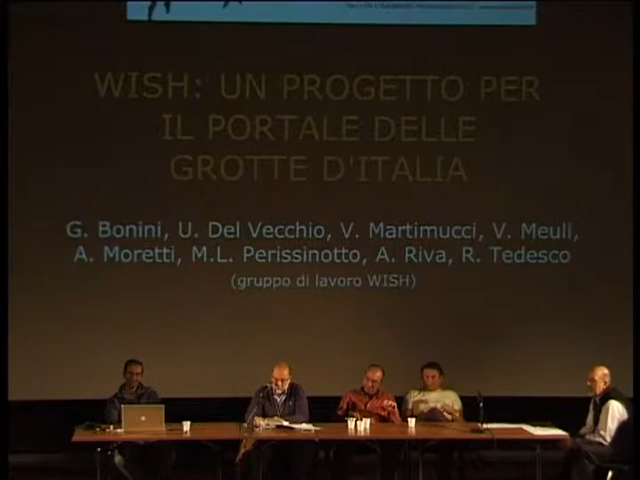 WISH: UN PROGETTO PER
IL PORTALE DELLE
GROTTE D'ITALIA
G. Bonini, U. Del Vecchio, V. Martimucci, V. Meuli,
A. Moretti, M.L. Perissinotto, A. Riva, R. Tedesco
(gruppo di lavoro WISH)